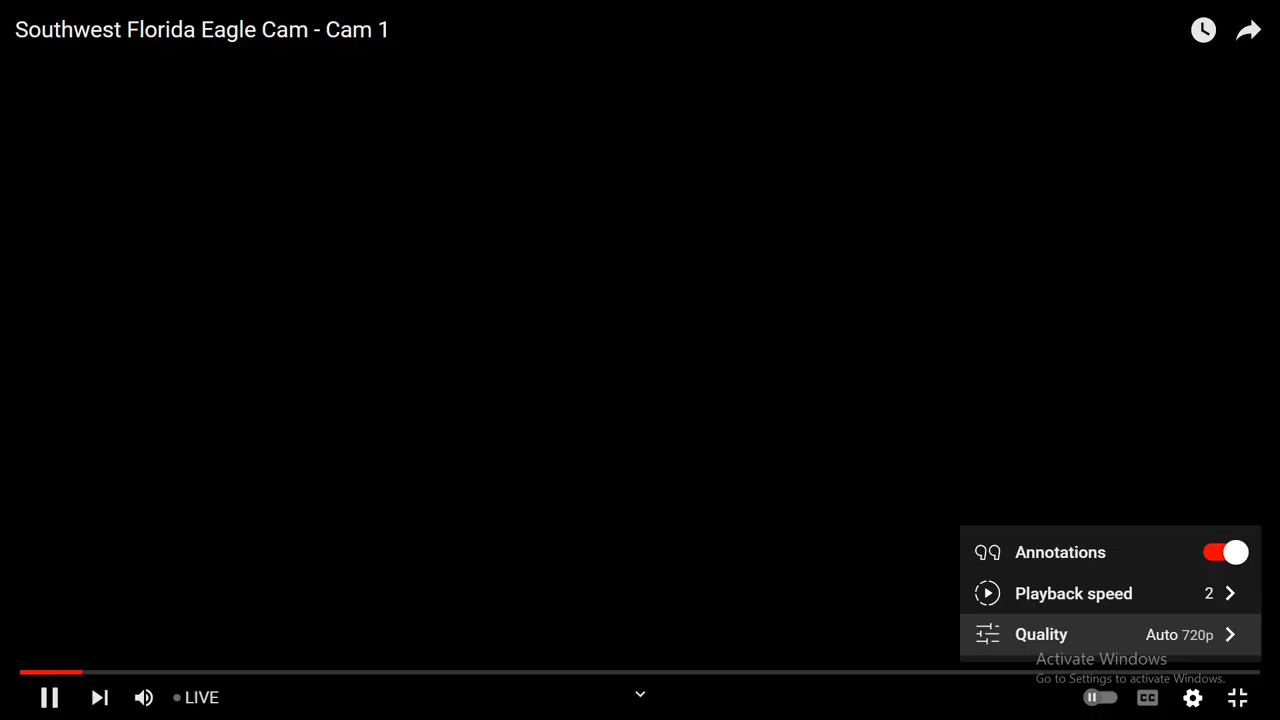 Southwest Florida Eagle Cam - Cam 1
Annotations
Playback speed 2
Quality Auto 720p
Activate Windows
Go to Settings to activate Windows.
LIVE
CC